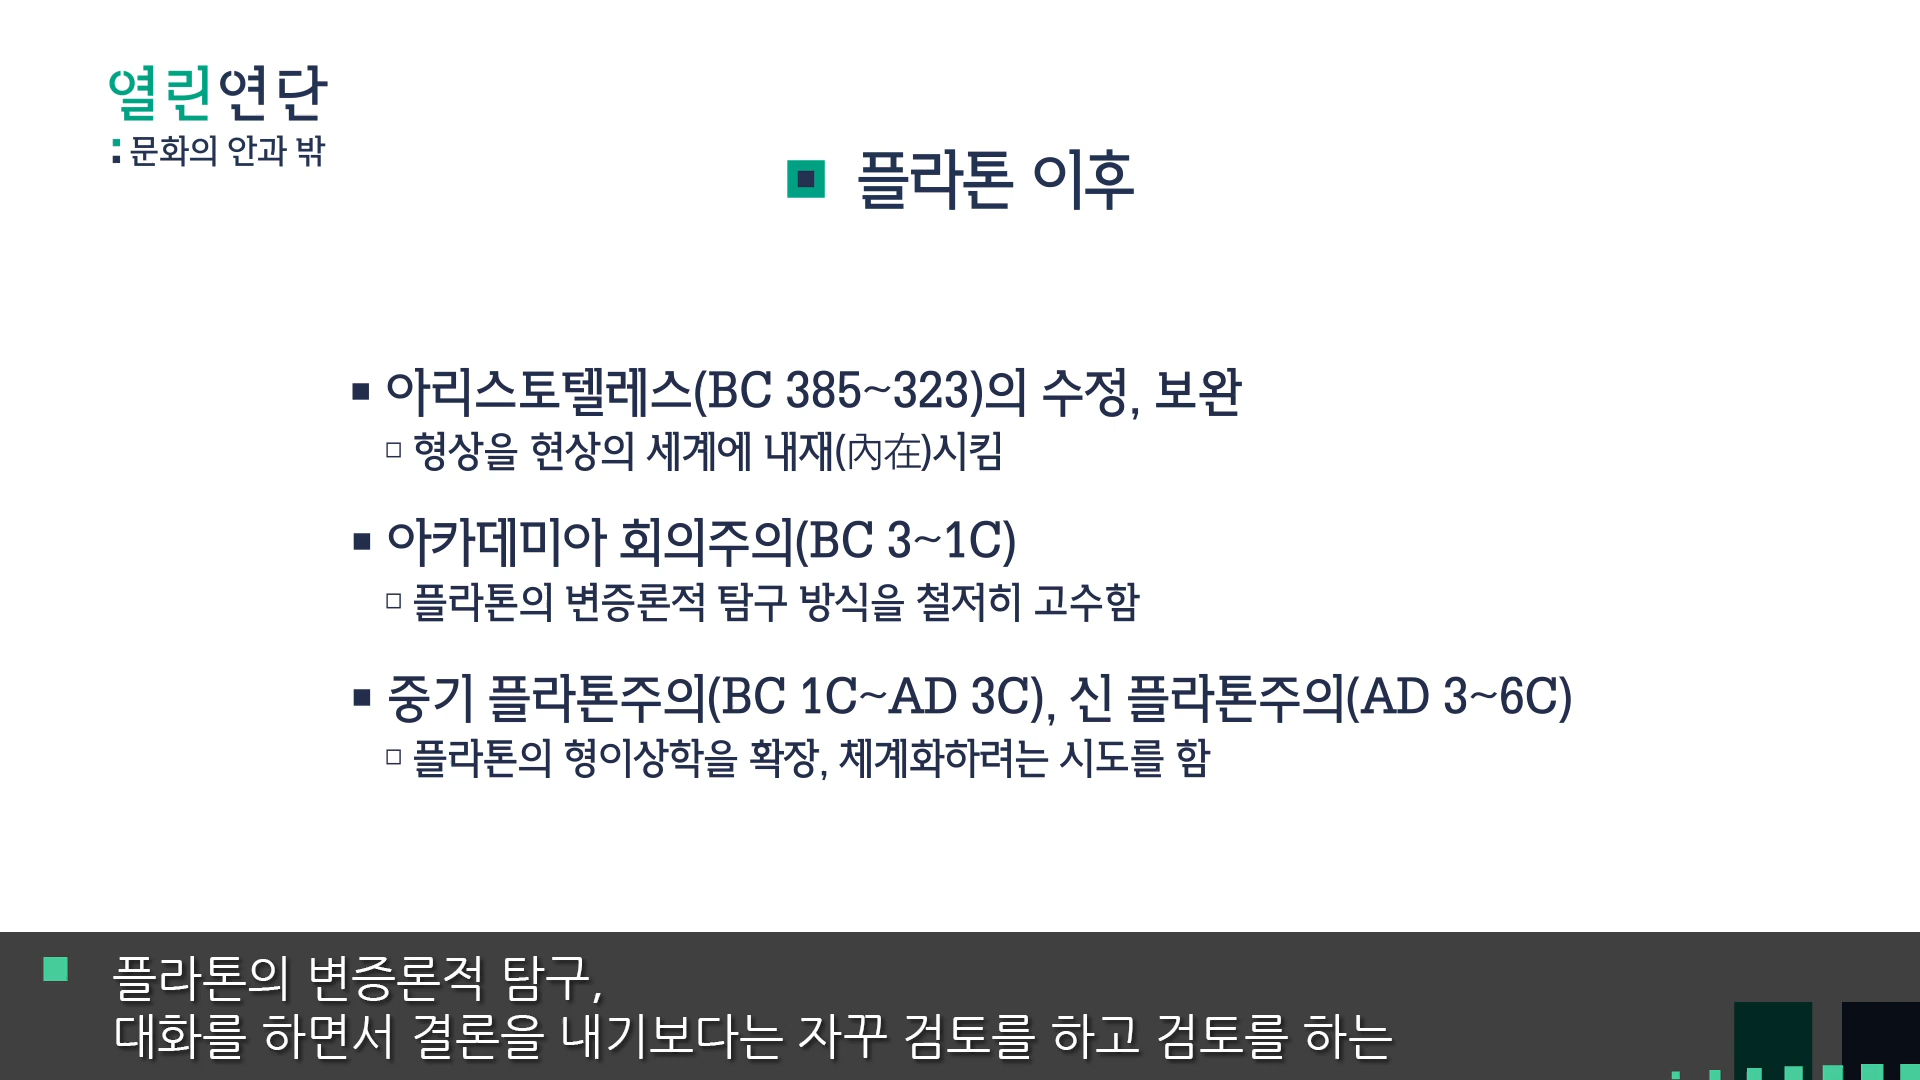 열린연단
:문화의 안과 밖
플라톤 이후
아리스토텔레스(BC 385~323)의 수정, 보완
형상을 현상의 세계에 내재(內在)시킴
아카데미아 회의주의(BC 3~1C)
플라톤의 변증론적 탐구 방식을 철저히 고수함
중기 플라톤주의(BC 1C~AD 3C), 신 플라톤주의(AD 3~6C)
플라톤의 형이상학을 확장, 체계화하려는 시도를 함
플라톤의 변증론적 탐구,
대화를 하면서 결론을 내기보다는 자꾸 검토를 하고 검토를 하는